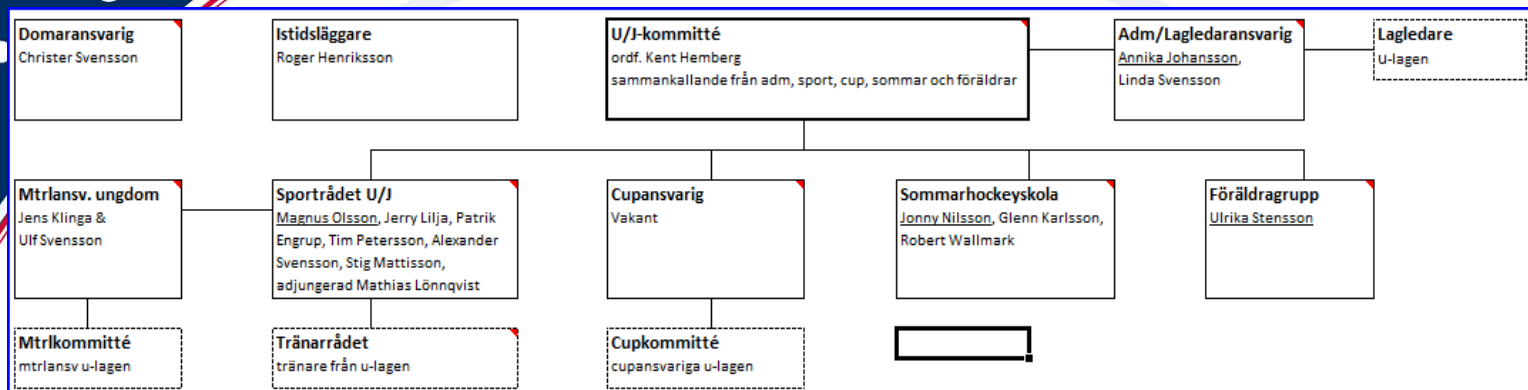 Domaransvarig
Christer Svensson
Istidsläggare
Roger Henriksson
U/J-kommitté
ordf. Kent Hemberg
sammankallande från adm, sport, cup, sommar och föräldrar
Adm/Lagledaransvarig
Annika Johansson,
Linda Svensson
Lagledare
U-lagen
Mtrlansv. ungdom
Jens Klinga &
Ulf Svensson
Sportrådet U/J
Magnus Olsson, Jerry Lilja, Patrik
Engrup, Tim Petersson, Alexander
Svensson, Stig Mattisson,
adjungerad Mathias Lönnqvist
Cupansvarig
Vakant
Sommarhockeyskola
Jonny Nilsson, Glenn Karlsson,
Robert Wallmark
Föräldragrupp
Ulrika Stensson
Mtrlkommitté
mtrlansv u-lagen
Tränarrådet
tränare från u-lagen
Cupkommitté
cupansvariga u-lagen